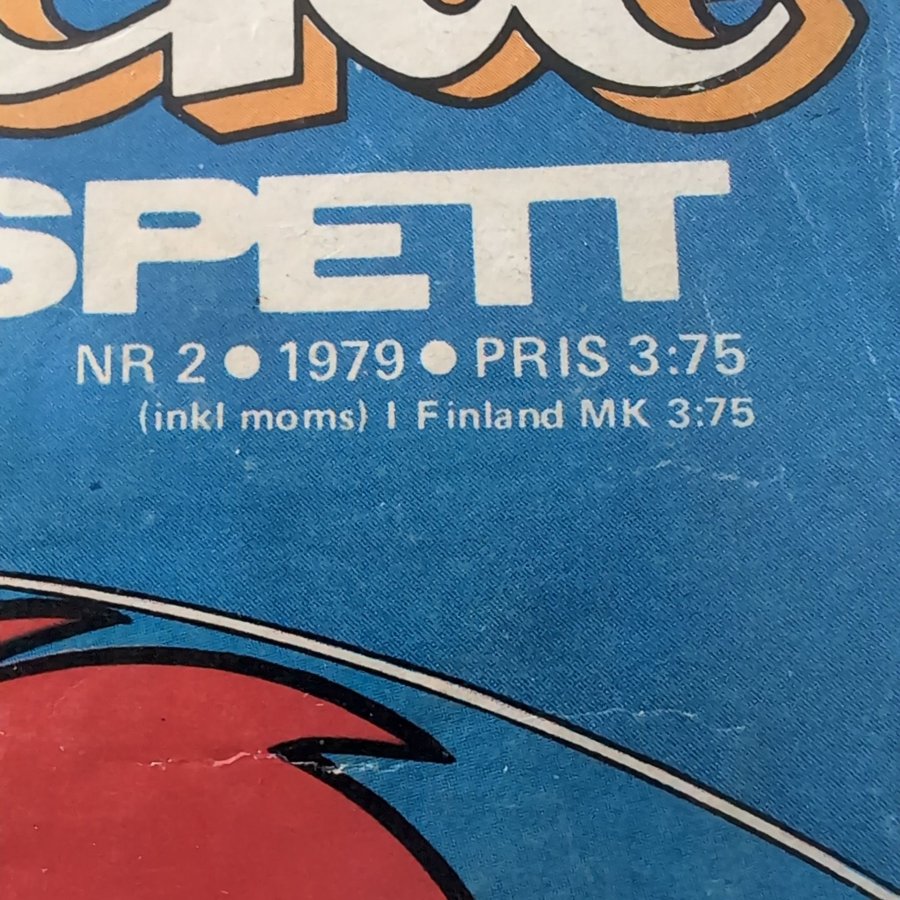 SPETT
NR 2 ● 1979 ● PRIS 3:75
(inkl moms) I Finland MK 3:75